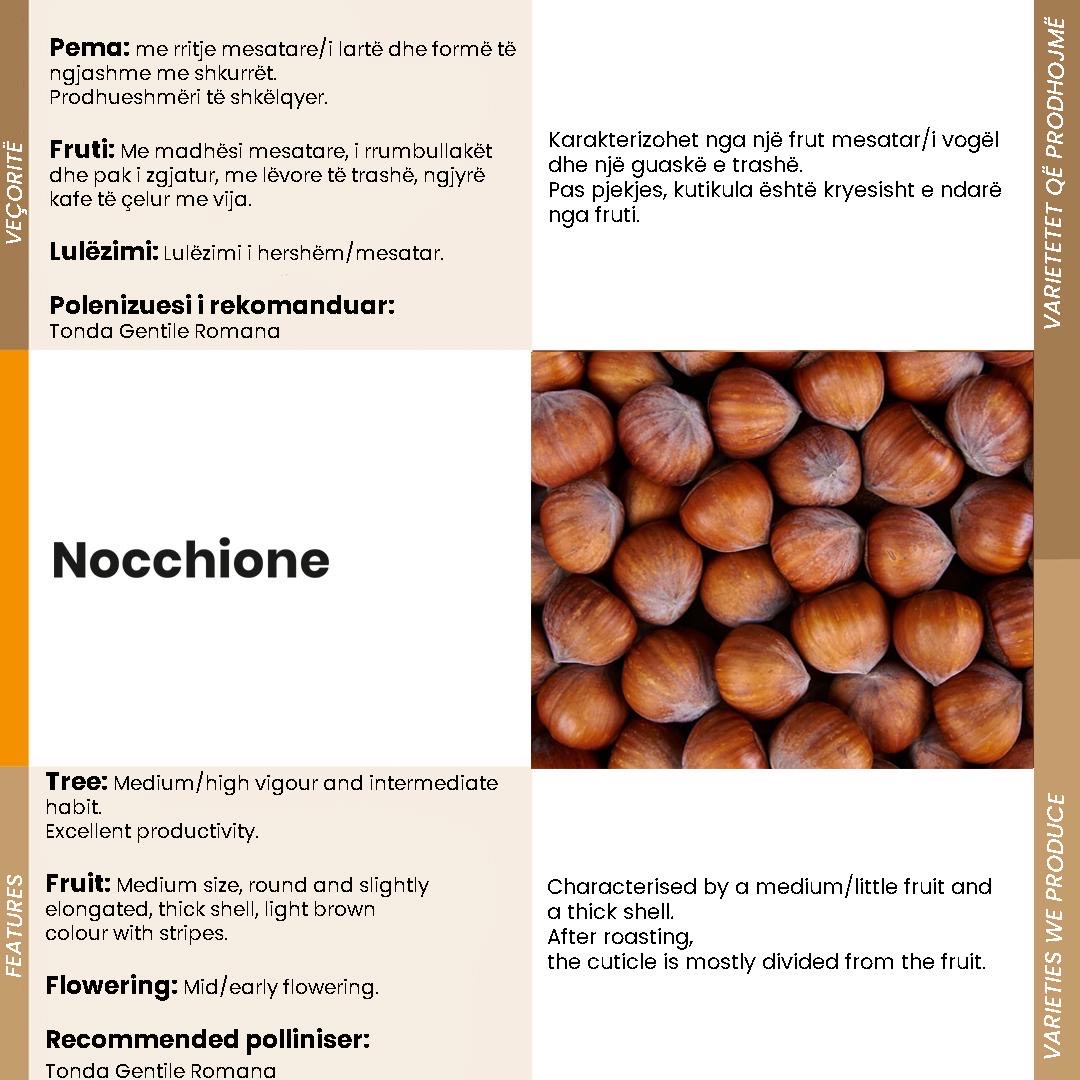 VEÇORITË
Pema: me rritje mesatare/i lartë dhe formë të
ngjashme me shkurrët.
Prodhueshmëri të shkëlqyer.
Fruti: Me madhësi mesatare, i rrumbullakët
dhe pak i zgjatur, me lëvore të trashë, ngjyrë
kafe të çelur me vija.
Lulëzimi: Lulëzimi i hershëm/mesatar.
Polenizuesi i rekomanduar:
Tonda Gentile Romana
Karakterizohet nga një frut mesatar/i vogël
dhe një guaskë e trashë.
Pas pjekjes, kutikula është kryesisht e ndarë
nga fruti.
VARIETETET QË PRODHOJMË
Nocchione
FEATURES
Tree: Medium/high vigour and intermediate
habit.
Excellent productivity.
Fruit: Medium size, round and slightly
elongated, thick shell, light brown
colour with stripes.
Flowering: Mid/early flowering.
Recommended polliniser:
Tonda Gentile Romana
Characterised by a medium/little fruit and
a thick shell.
After roasting,
the cuticle is mostly divided from the fruit.
VARIETIES WE PRODUCE